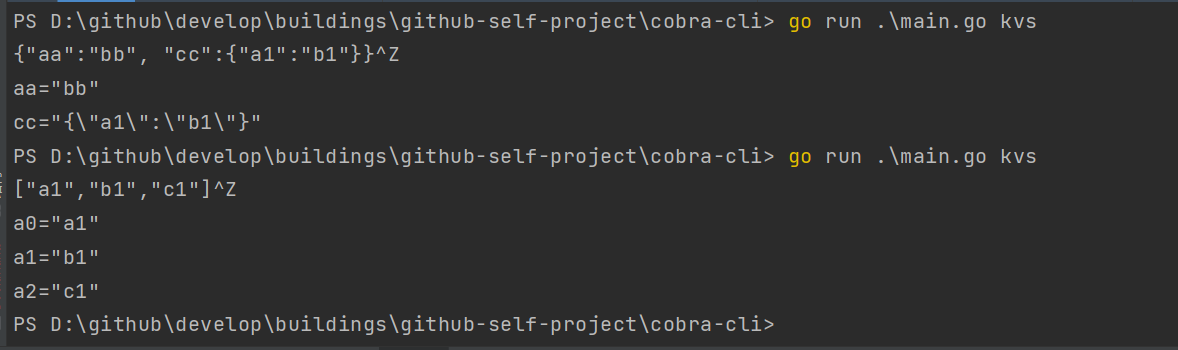 PS D:\github\develop\buildings\github-self-project\cobra-cli> go run .\main.go kvs
{"aa":"bb", "cc":{"a1":"b1"}}^Z
aa="bb"
cc="{\"a1\":\"b1\"}"
PS D:\github\develop\buildings\github-self-project\cobra-cli> go run .\main.go kvs
["a1","b1","c1"]^Z
a0="a1"
a1="b1"
a2="c1"
PS D:\github\develop\buildings\github-self-project\cobra-cli>